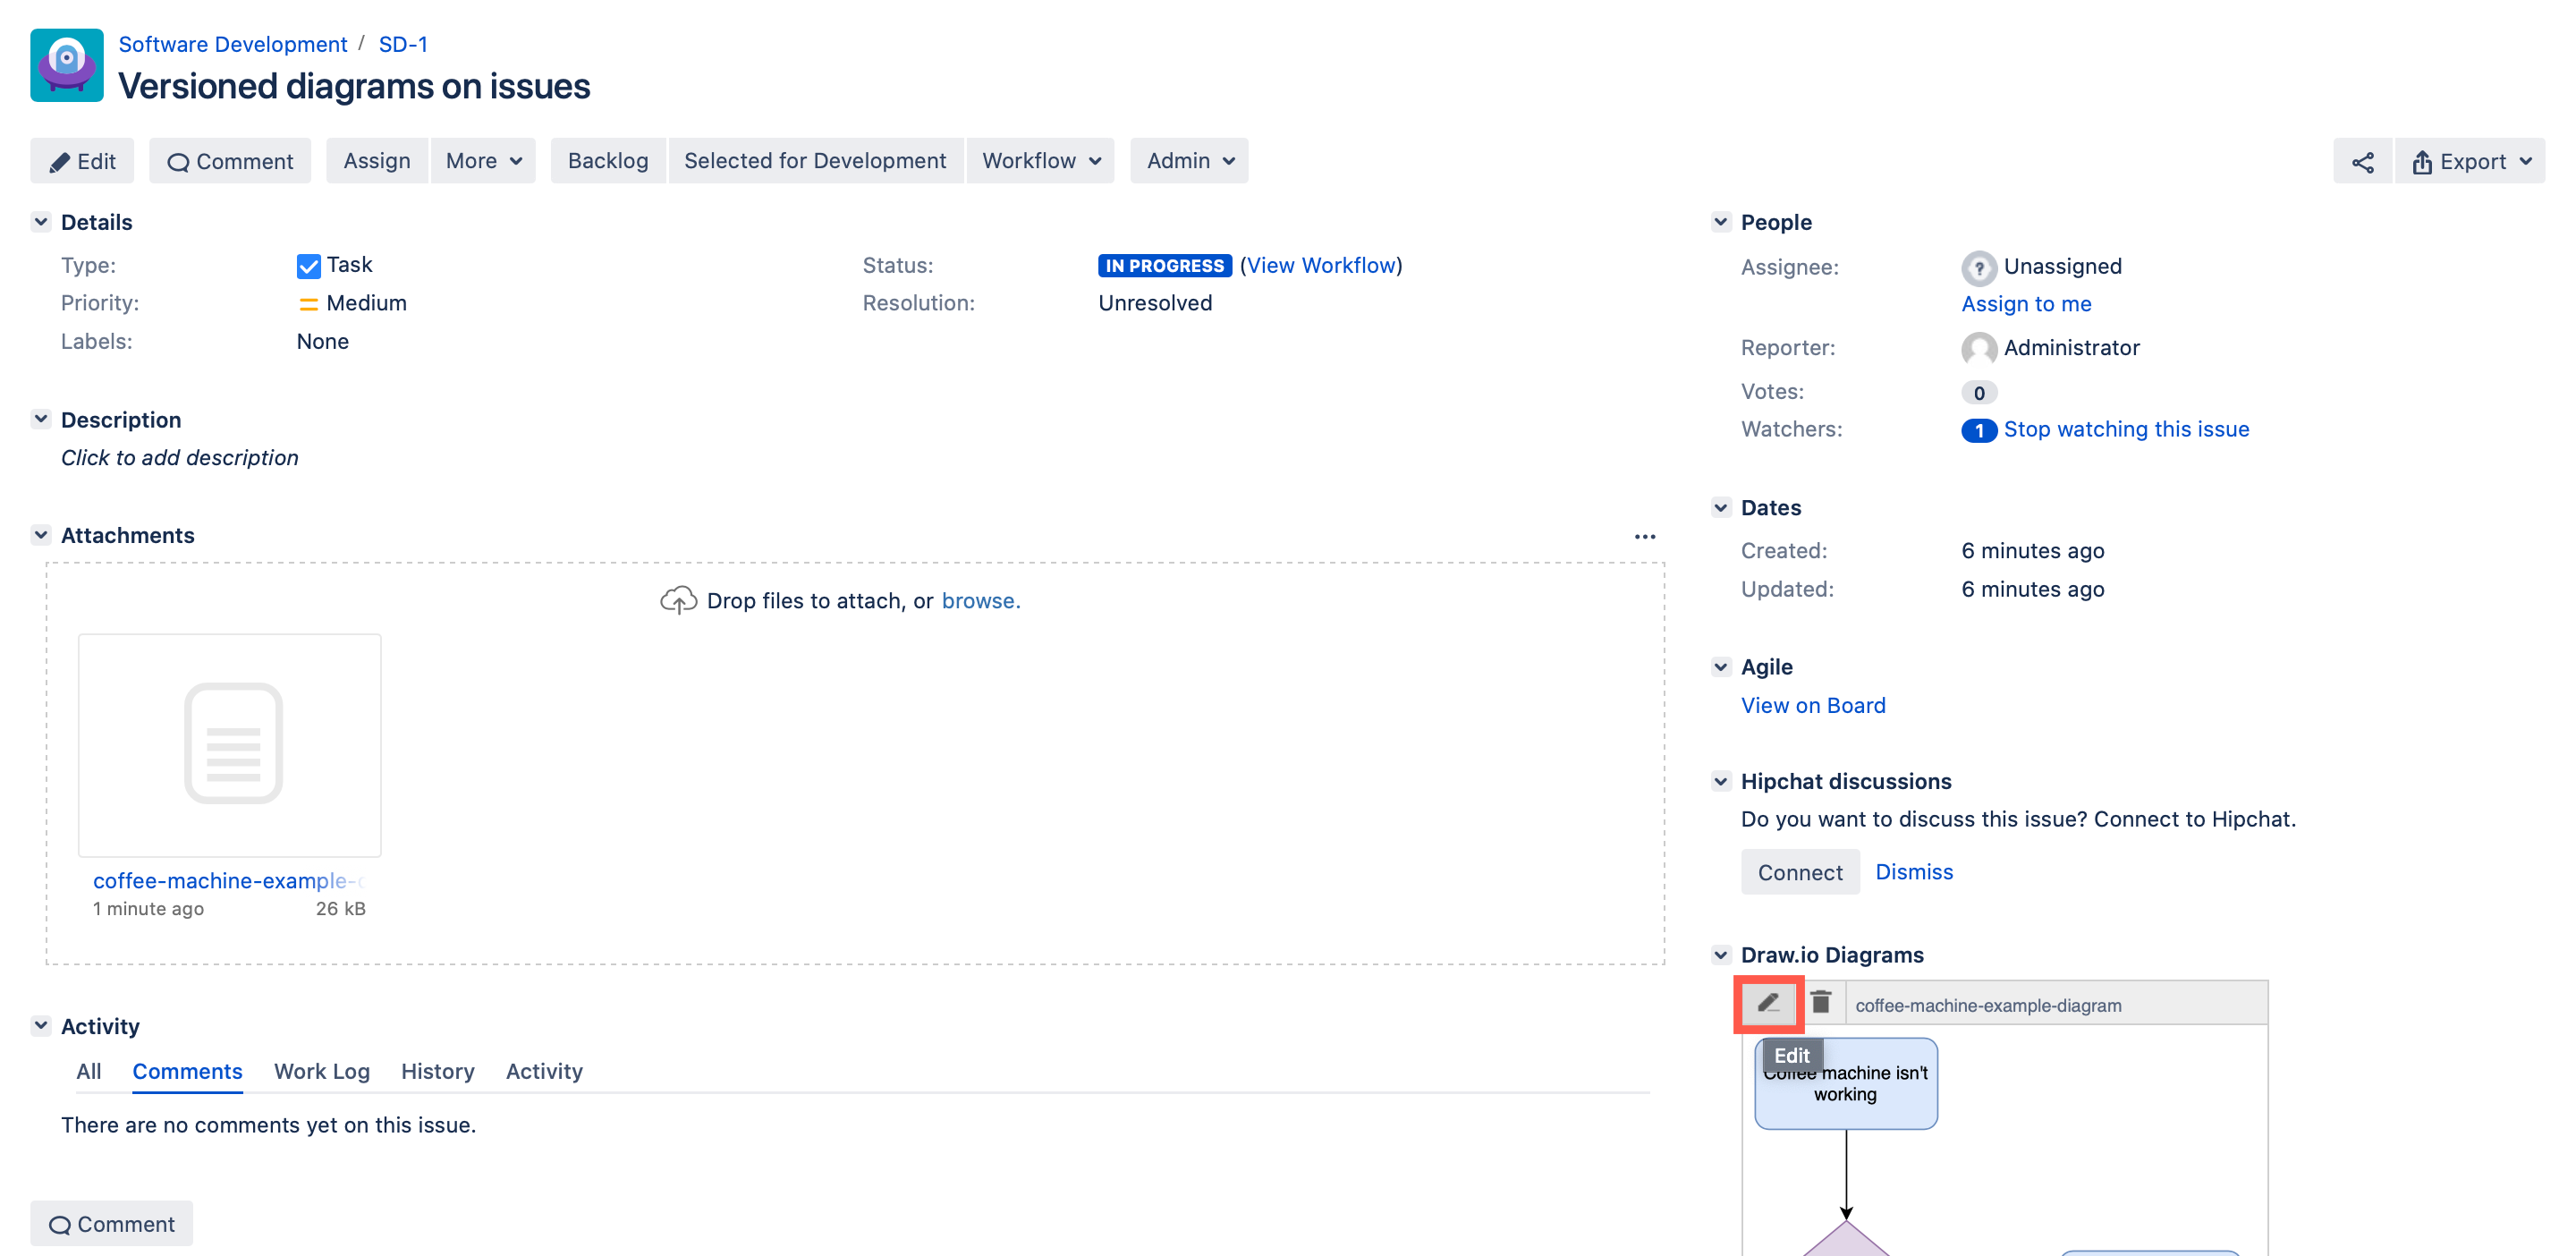 Software Development / SD-1
Versioned diagrams on issues
Edit Comment Assign More Backlog Selected for Development Workflow Admin Export
Details
Type: Task
Status: IN PROGRESS (View Workflow)
Priority: Medium
Resolution: Unresolved
Labels: None
Description
Click to add description
Attachments
Drop files to attach, or browse.
coffee-machine-example-
1 minute ago 26 kB
Activity
All Comments Work Log History Activity
There are no comments yet on this issue.
Comment
People
Assignee: ? Unassigned
Assign to me
Reporter: Administrator
Votes: 0
Watchers: 1 Stop watching this issue
Dates
Created: 6 minutes ago
Updated: 6 minutes ago
Agile
View on Board
Hipchat discussions
Do you want to discuss this issue? Connect to Hipchat.
Connect Dismiss
Draw.io Diagrams
coffee-machine-example-diagram
Edit
Coffee machine isn't
working